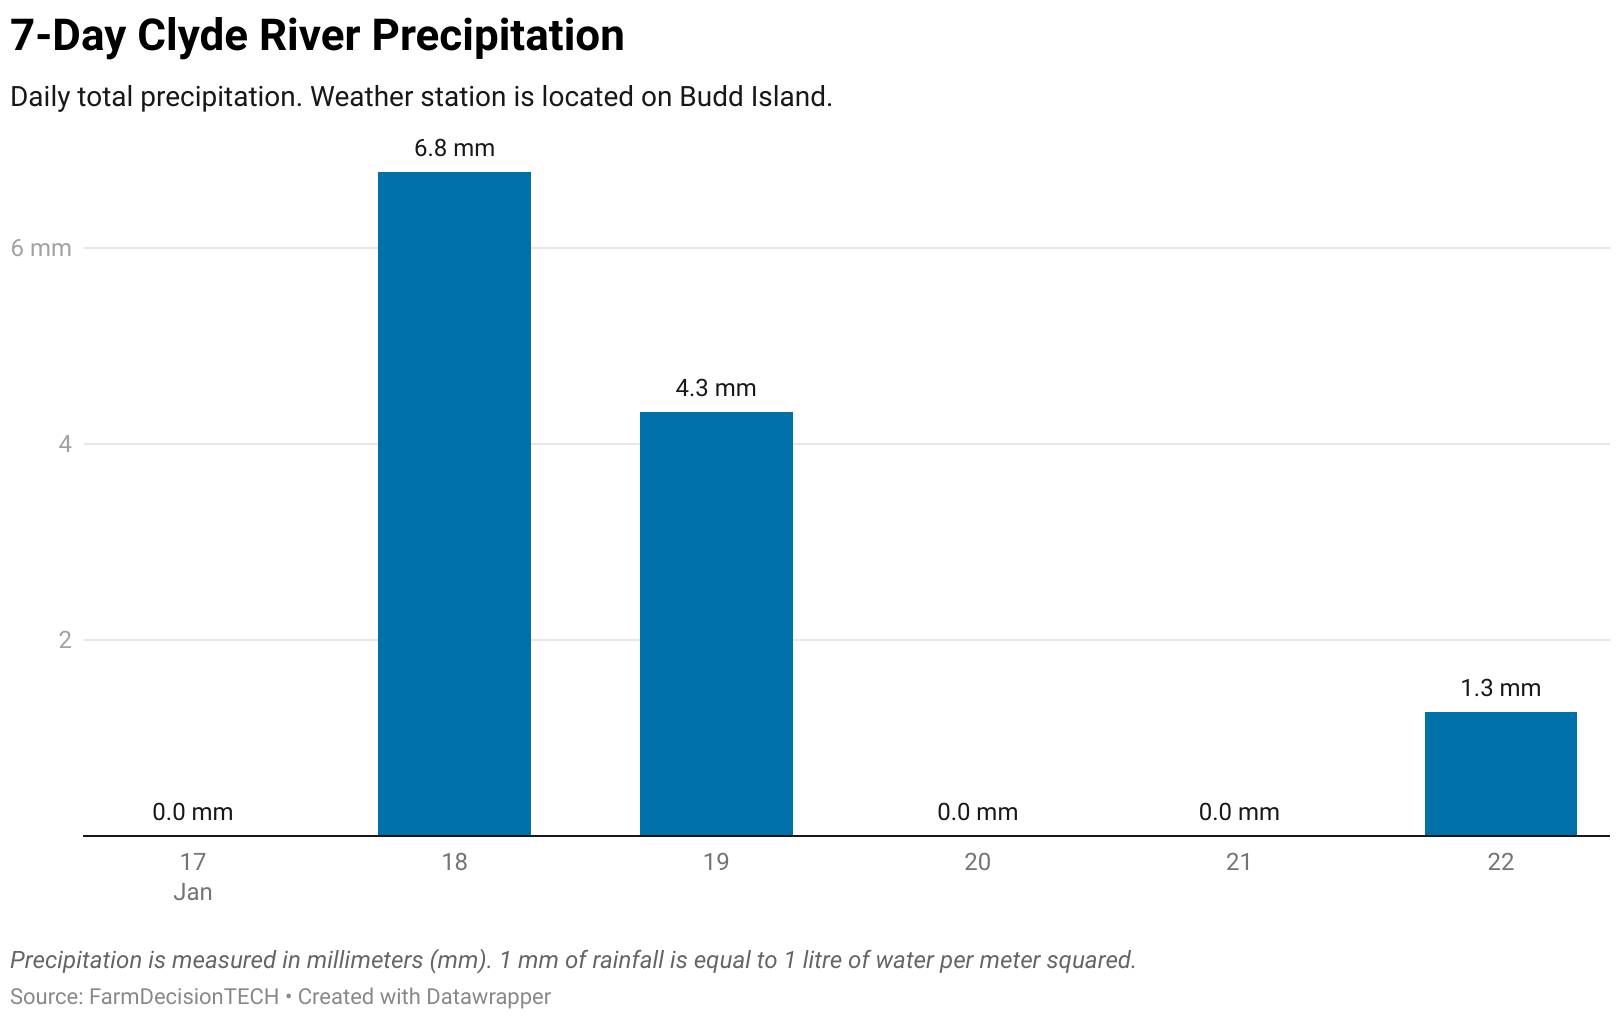 7-Day Clyde River Precipitation
Daily total precipitation. Weather station is located on Budd Island.
6.8 mm
6 mm
4.3 mm
4
2
1.3 mm
0.0 mm
0.0 mm
0.0 mm
17
18
19
20
21
22
Jan
Precipitation is measured in millimeters (mm). 1 mm of rainfall is equal to 1 litre of water per meter squared.
Source: FarmDecisionTECH • Created with Datawrapper